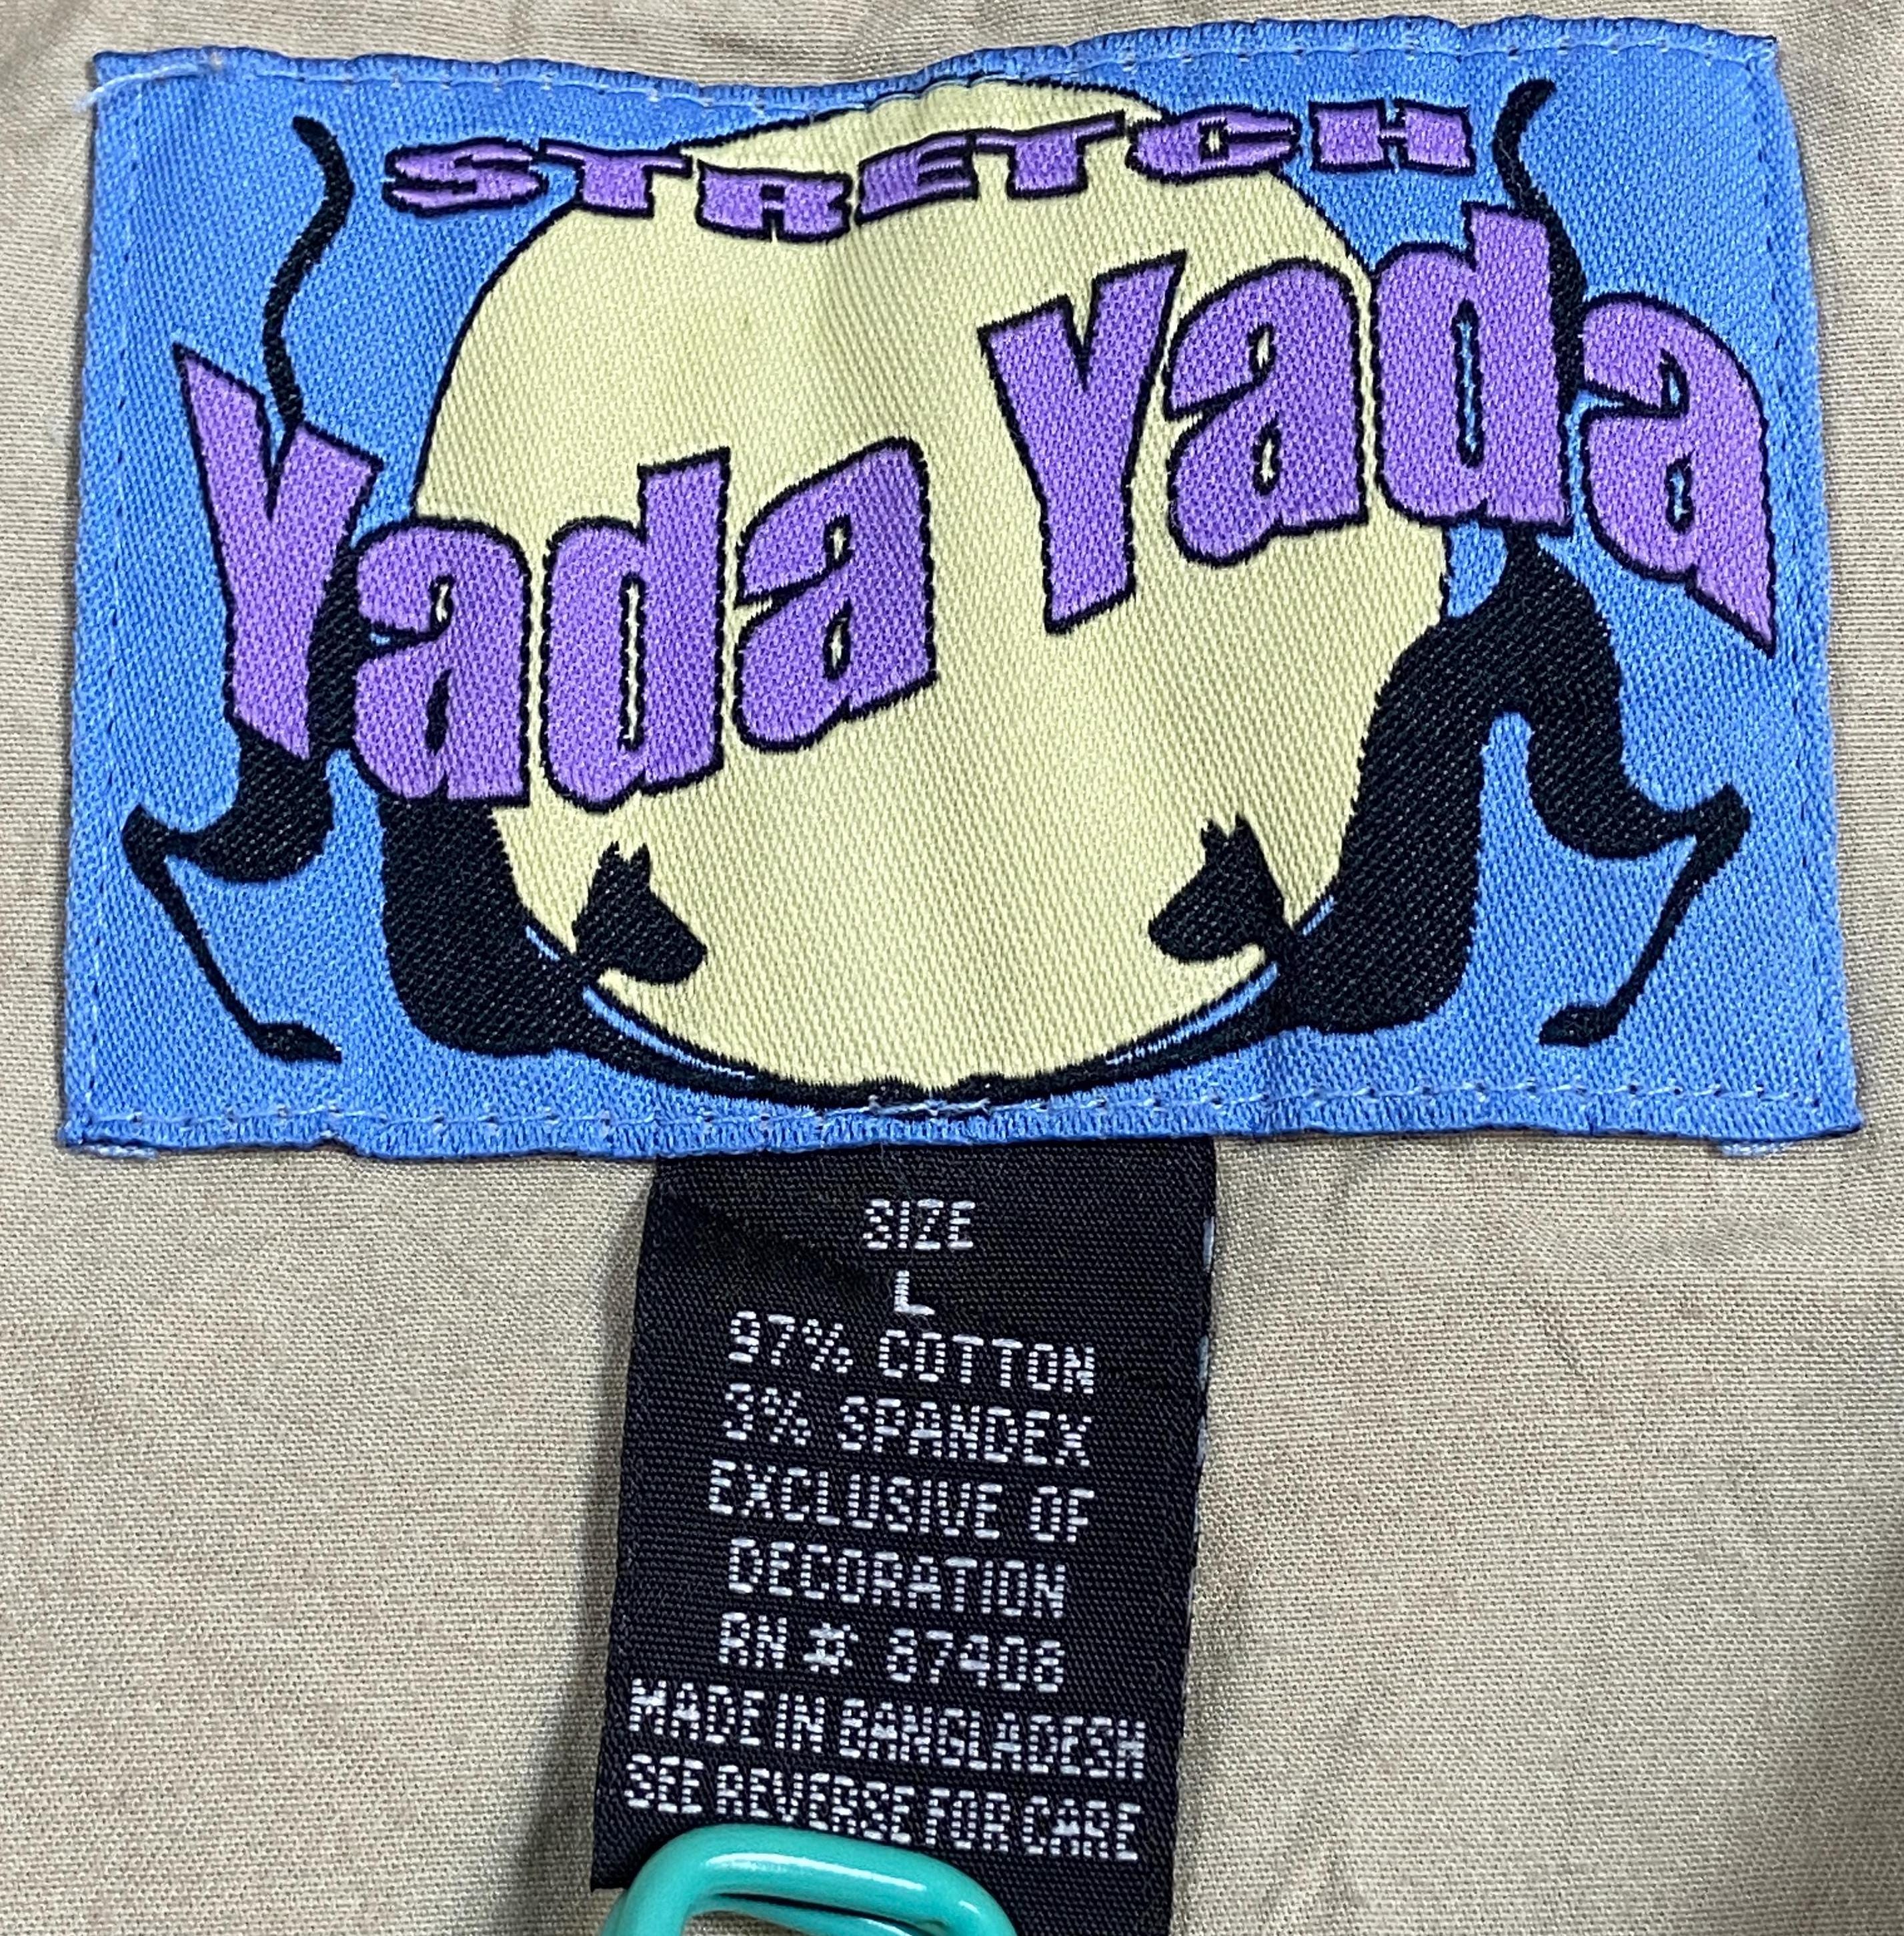 STRETCH
Yada Yada
SIZE
L
97% COTTON
3% SPANDEX
EXCLUSIVE OF
DECORATION
RN # 87408
MADE IN BANGLADESH
SEE REVERSE FOR CARE